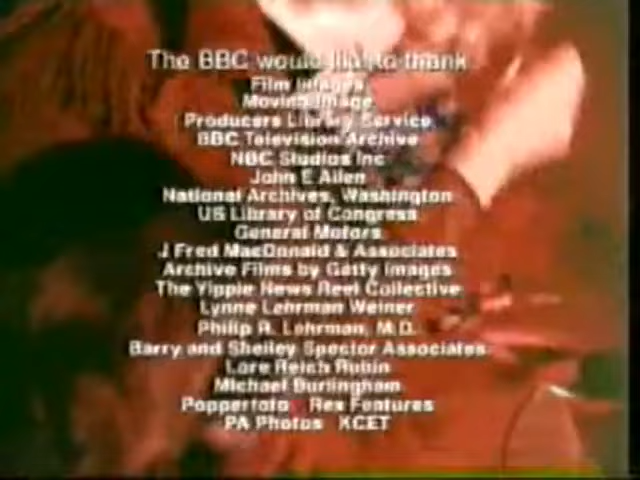 The BBC would like to thank
Film Images
Moving Image
Producers Library Service
BBC Television Archive
NBC Studios Inc
John E Allen
National Archives, Washington
US Library of Congress
General Motors
J Fred MacDonald & Associates
Archive Films by Getty Images
The Yippie News Reel Collective
Lynne Lehrman Weiner
Philip R. Lehrman, M.D.
Barry and Shelley Spector Associates
Lore Reich Rubin
Michael Burlingham
Popperfoto Rex Features
PA Photos KCET